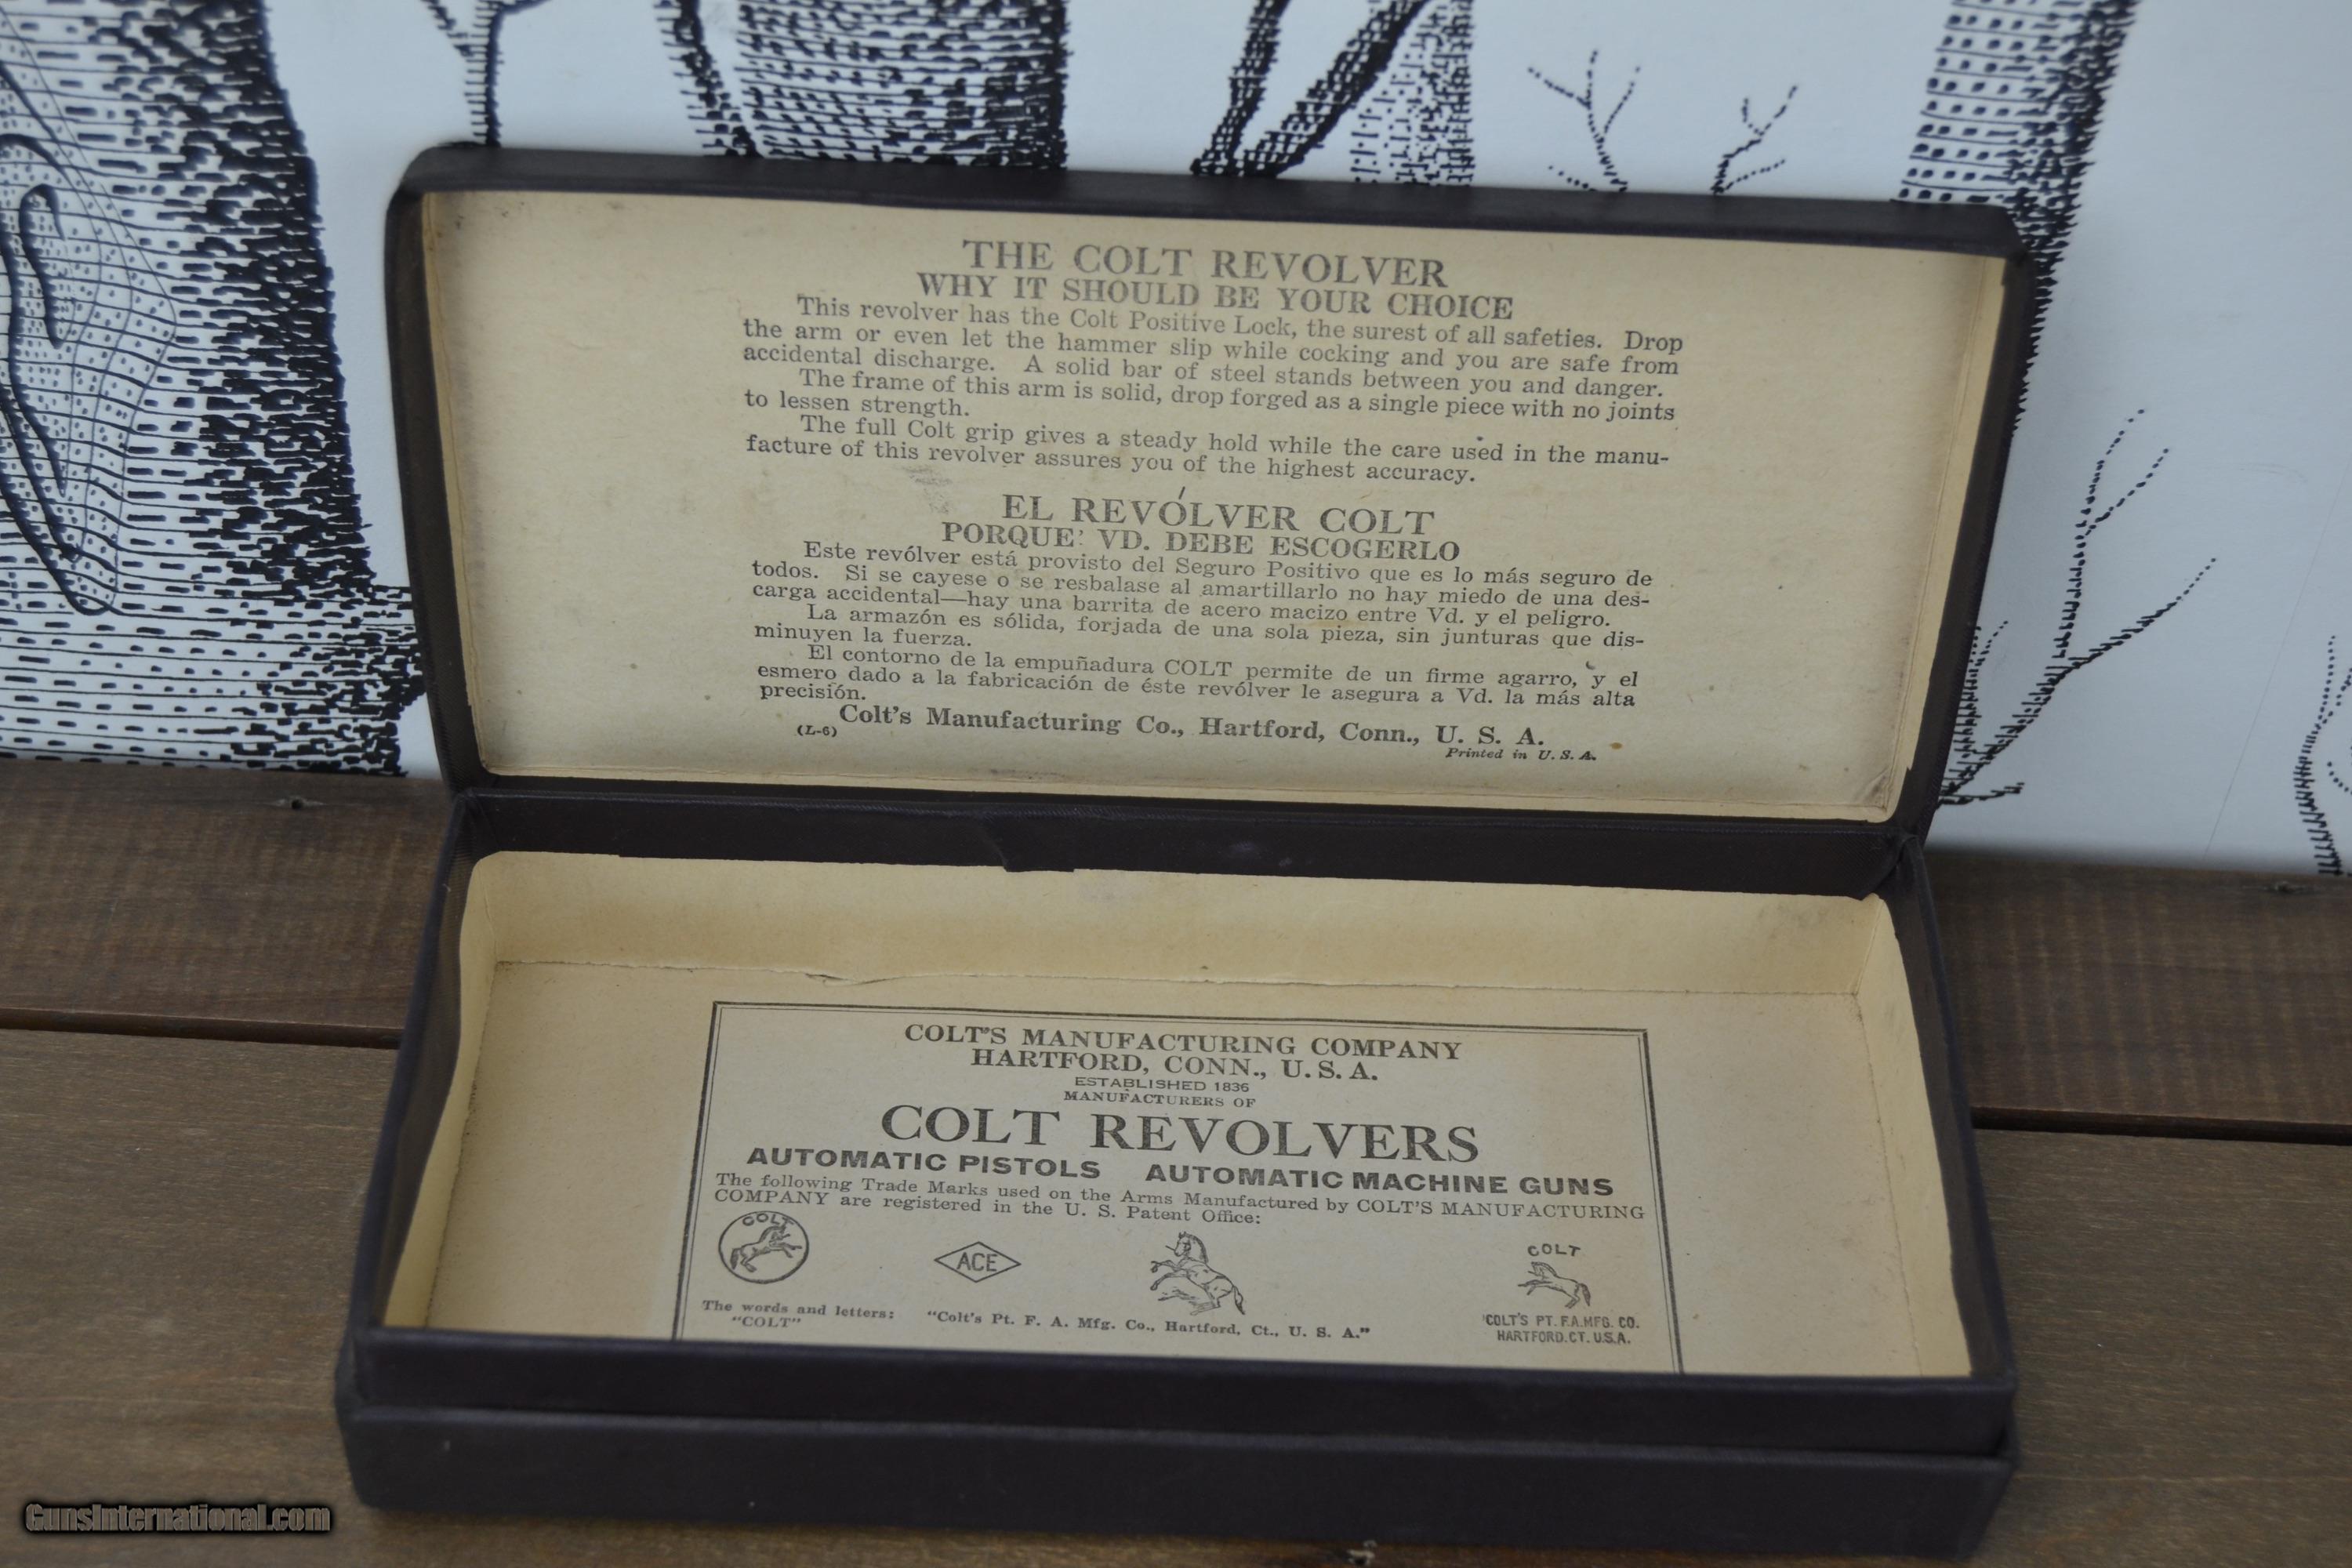 THE COLT REVOLVER
WHY IT SHOULD BE YOUR CHOICE
This revolver has the Colt Positive Lock, the surest of all safeties. Drop
the arm or even let the hammer slip while cocking and you are safe from
accidental discharge. A solid bar of steel stands between you and danger.
The frame of this arm is solid, drop forged as a single piece with no joints
to lessen strength.
The full Colt grip gives a steady hold while the care used in the manu-
facture of this revolver assures you of the highest accuracy.
EL REVÓLVER COLT
PORQUE' VD. DEBE ESCOGERLO
Este revólver está provisto del Seguro Positivo que es lo más seguro de
todos. Si se cayese o se resbalase al amartillarlo no hay miedo de una des-
carga accidental—hay una barrita de acero macizo entre Vd. y el peligro.
La armazón es sólida, forjada de una sola pieza, sin junturas que dis-
minuyen la fuerza.
El contorno de la empuñadura COLT permite de un firme agarro, y el
esmero dado a la fabricación de éste revólver le asegura a Vd. la más alta
precisión.
Colt's Manufacturing Co., Hartford, Conn., U. S. A.
(L-6)
Printed in U. S. A.
COLT'S MANUFACTURING COMPANY
HARTFORD, CONN., U. S. A.
ESTABLISHED 1836
MANUFACTURERS OF
COLT REVOLVERS
AUTOMATIC PISTOLS AUTOMATIC MACHINE GUNS
The following Trade Marks used on the Arms Manufactured by COLT'S MANUFACTURING
COMPANY are registered in the U. S. Patent Office:
COLT
ACE
COLT
The words and letters: "Colt's Pt. F. A. Mfg. Co., Hartford, Ct., U. S. A."
"COLT"
'COLT'S PT. F.A.MFG. CO.
HARTFORD.CT. U.S.A.
GunsInternational.com